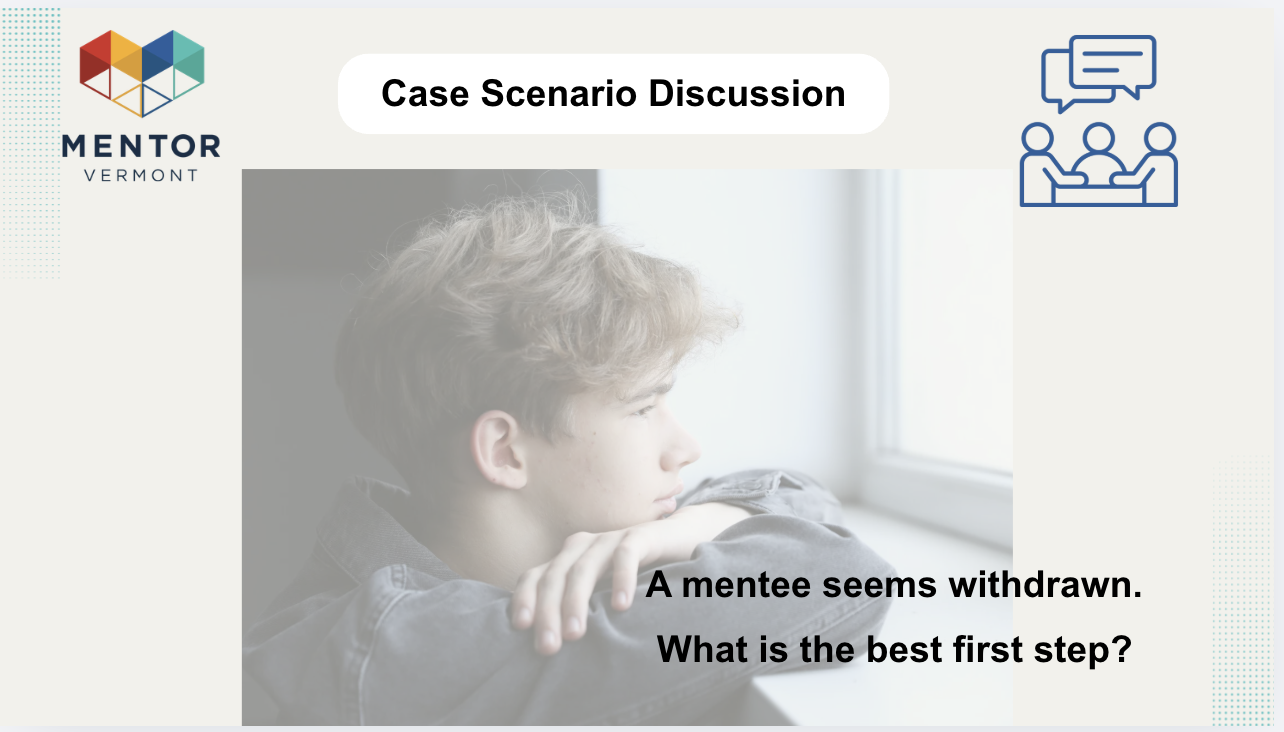 MENTOR
VERMONT
Case Scenario Discussion
A mentee seems withdrawn.
What is the best first step?